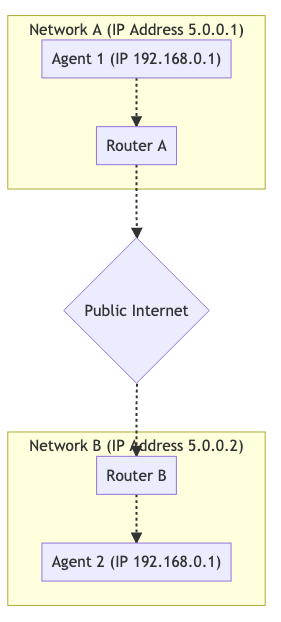 Network A (IP Address 5.0.0.1)
Agent 1 (IP 192.168.0.1)
Router A
Public Internet
Network B (IP Address 5.0.0.2)
Router B
Agent 2 (IP 192.168.0.1)